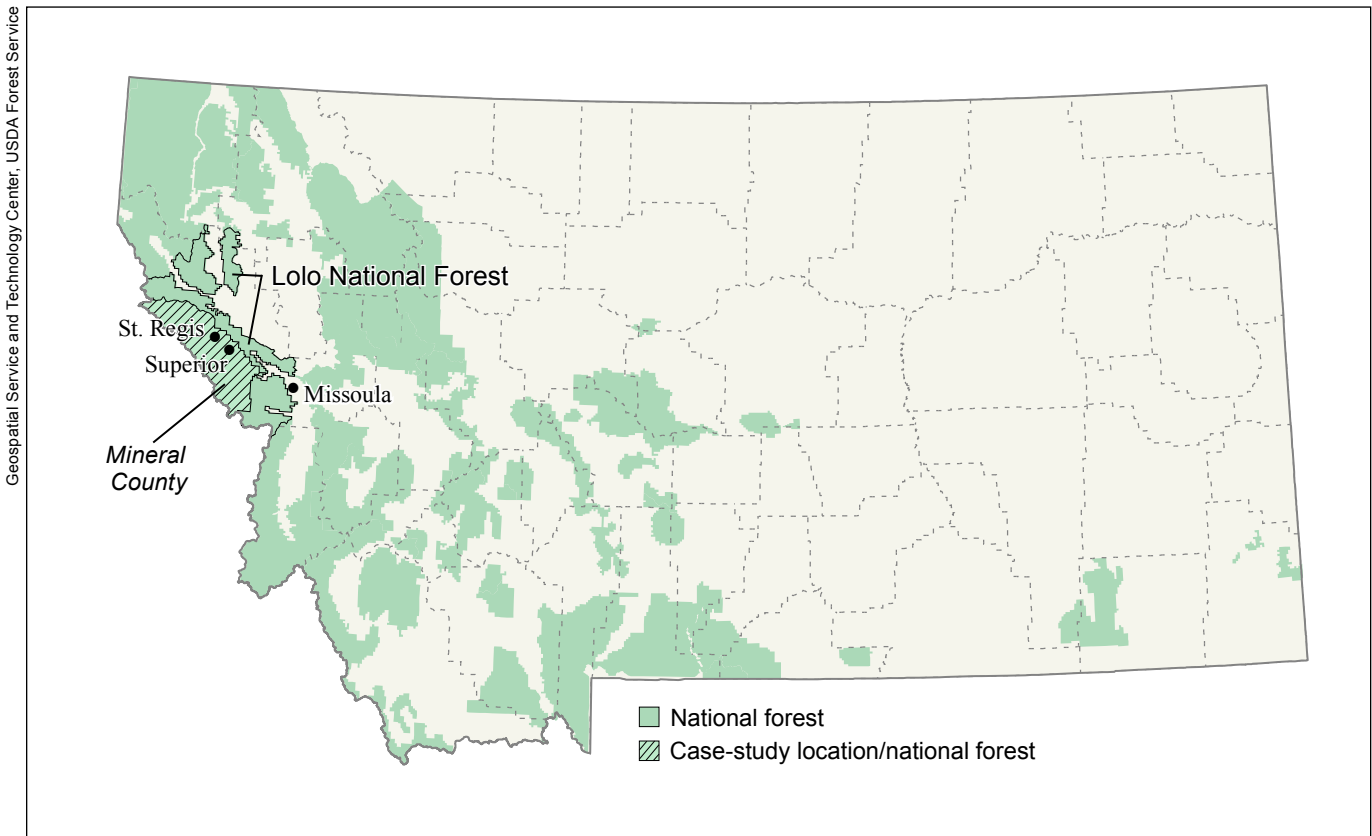 Geospatial Service and Technology Center, USDA Forest Service
Lolo National Forest
St. Regis
Superior
Missoula
Mineral
County
National forest
Case-study location/national forest